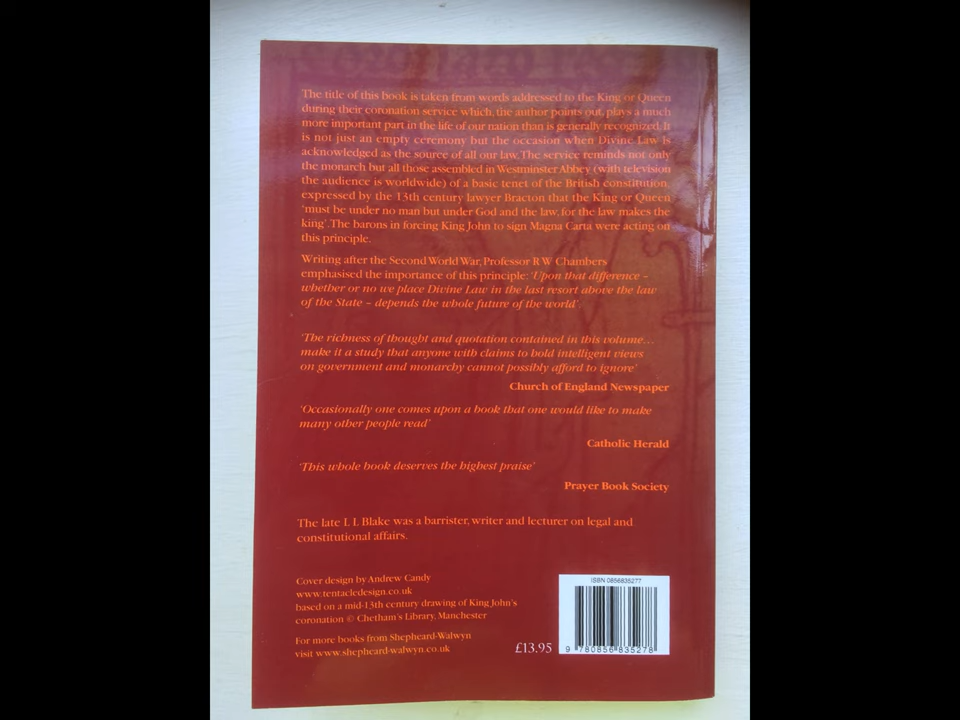 The title of this book is taken from words addressed to the King or Queen
during their coronation service which, the author points out, plays a much
more important part in the life of our nation than is generally recognized. It
is not just an empty ceremony but the occasion when Divine Law is
acknowledged as the source of all our law. The service reminds not only
the monarch but all those assembled in Westminster Abbey (with television
the audience is worldwide) of a basic tenet of the British constitution,
expressed by the 13th century lawyer Bracton that the King or Queen
'must be under no man but under God and the law, for the law makes the
king'. The barons in forcing King John to sign Magna Carta were acting on
this principle.
Writing after the Second World War, Professor R W Chambers
emphasised the importance of this principle: 'Upon that difference –
whether or no we place Divine Law in the last resort above the law
of the State – depends the whole future of the world'.
'The richness of thought and quotation contained in this volume...
make it a study that anyone with claims to hold intelligent views
on government and monarchy cannot possibly afford to ignore'
Church of England Newspaper
'Occasionally one comes upon a book that one would like to make
many other people read'
Catholic Herald
'This whole book deserves the highest praise'
Prayer Book Society
The late L L Blake was a barrister, writer and lecturer on legal and
constitutional affairs.
Cover design by Andrew Candy
www.tentacledesign.co.uk
based on a mid-13th century drawing of King John's
coronation © Chetham's Library, Manchester
For more books from Shepheard-Walwyn
visit www.shepheard-walwyn.co.uk
£13.95
ISBN 0856835277
9 780856 835278